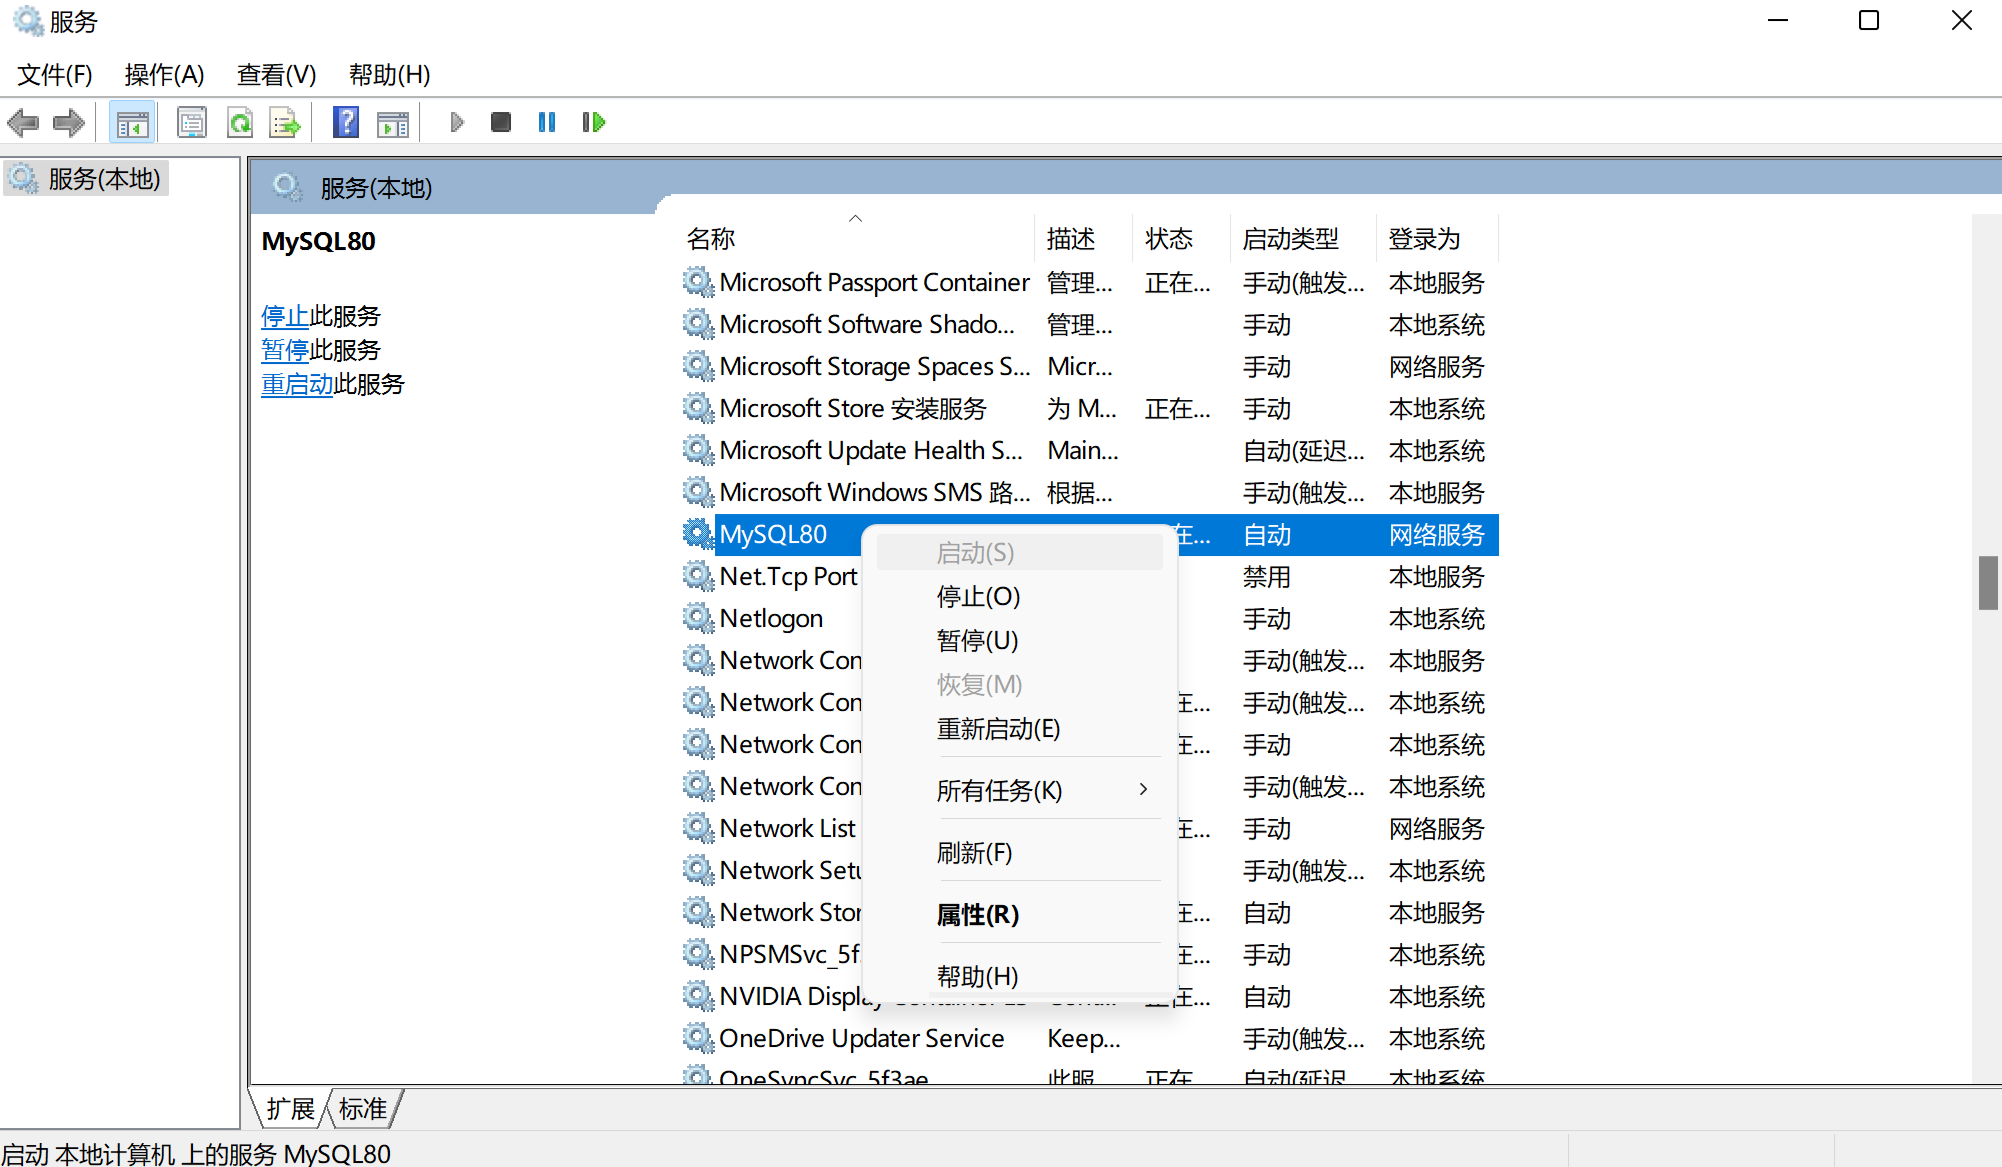 服务
文件(F) 操作(A) 查看(V) 帮助(H)
服务(本地)
服务(本地)
MySQL80
停止此服务
暂停此服务
重启动此服务
名称 描述 状态 启动类型 登录为
Microsoft Passport Container 管理... 正在... 手动(触发... 本地服务
Microsoft Software Shado... 管理... 手动 本地系统
Microsoft Storage Spaces S... Micr... 手动 网络服务
Microsoft Store 安装服务 为 M... 正在... 手动 本地系统
Microsoft Update Health S... Main... 自动(延迟... 本地系统
Microsoft Windows SMS 路... 根据... 手动(触发... 本地服务
MySQL80 在... 自动 网络服务
Net.Tcp Port 禁用 本地服务
Netlogon 手动 本地系统
Network Con 手动(触发... 本地服务
Network Con 在... 手动(触发... 本地系统
Network Con 在... 手动 本地系统
Network Con 手动(触发... 本地系统
Network List 在... 手动 网络服务
Network Setu 手动(触发... 本地系统
Network Stor 在... 自动 本地服务
NPSMSvc_5f 在... 手动 本地系统
NVIDIA Display 正在... 自动 本地系统
OneDrive Updater Service Keep... 手动(触发... 本地系统
OneSyncSvc_5f3ae 此服 正在 自动(延迟 本地系统
启动(S)
停止(O)
暂停(U)
恢复(M)
重新启动(E)
所有任务(K)
刷新(F)
属性(R)
帮助(H)
扩展 标准
启动 本地计算机 上的服务 MySQL80